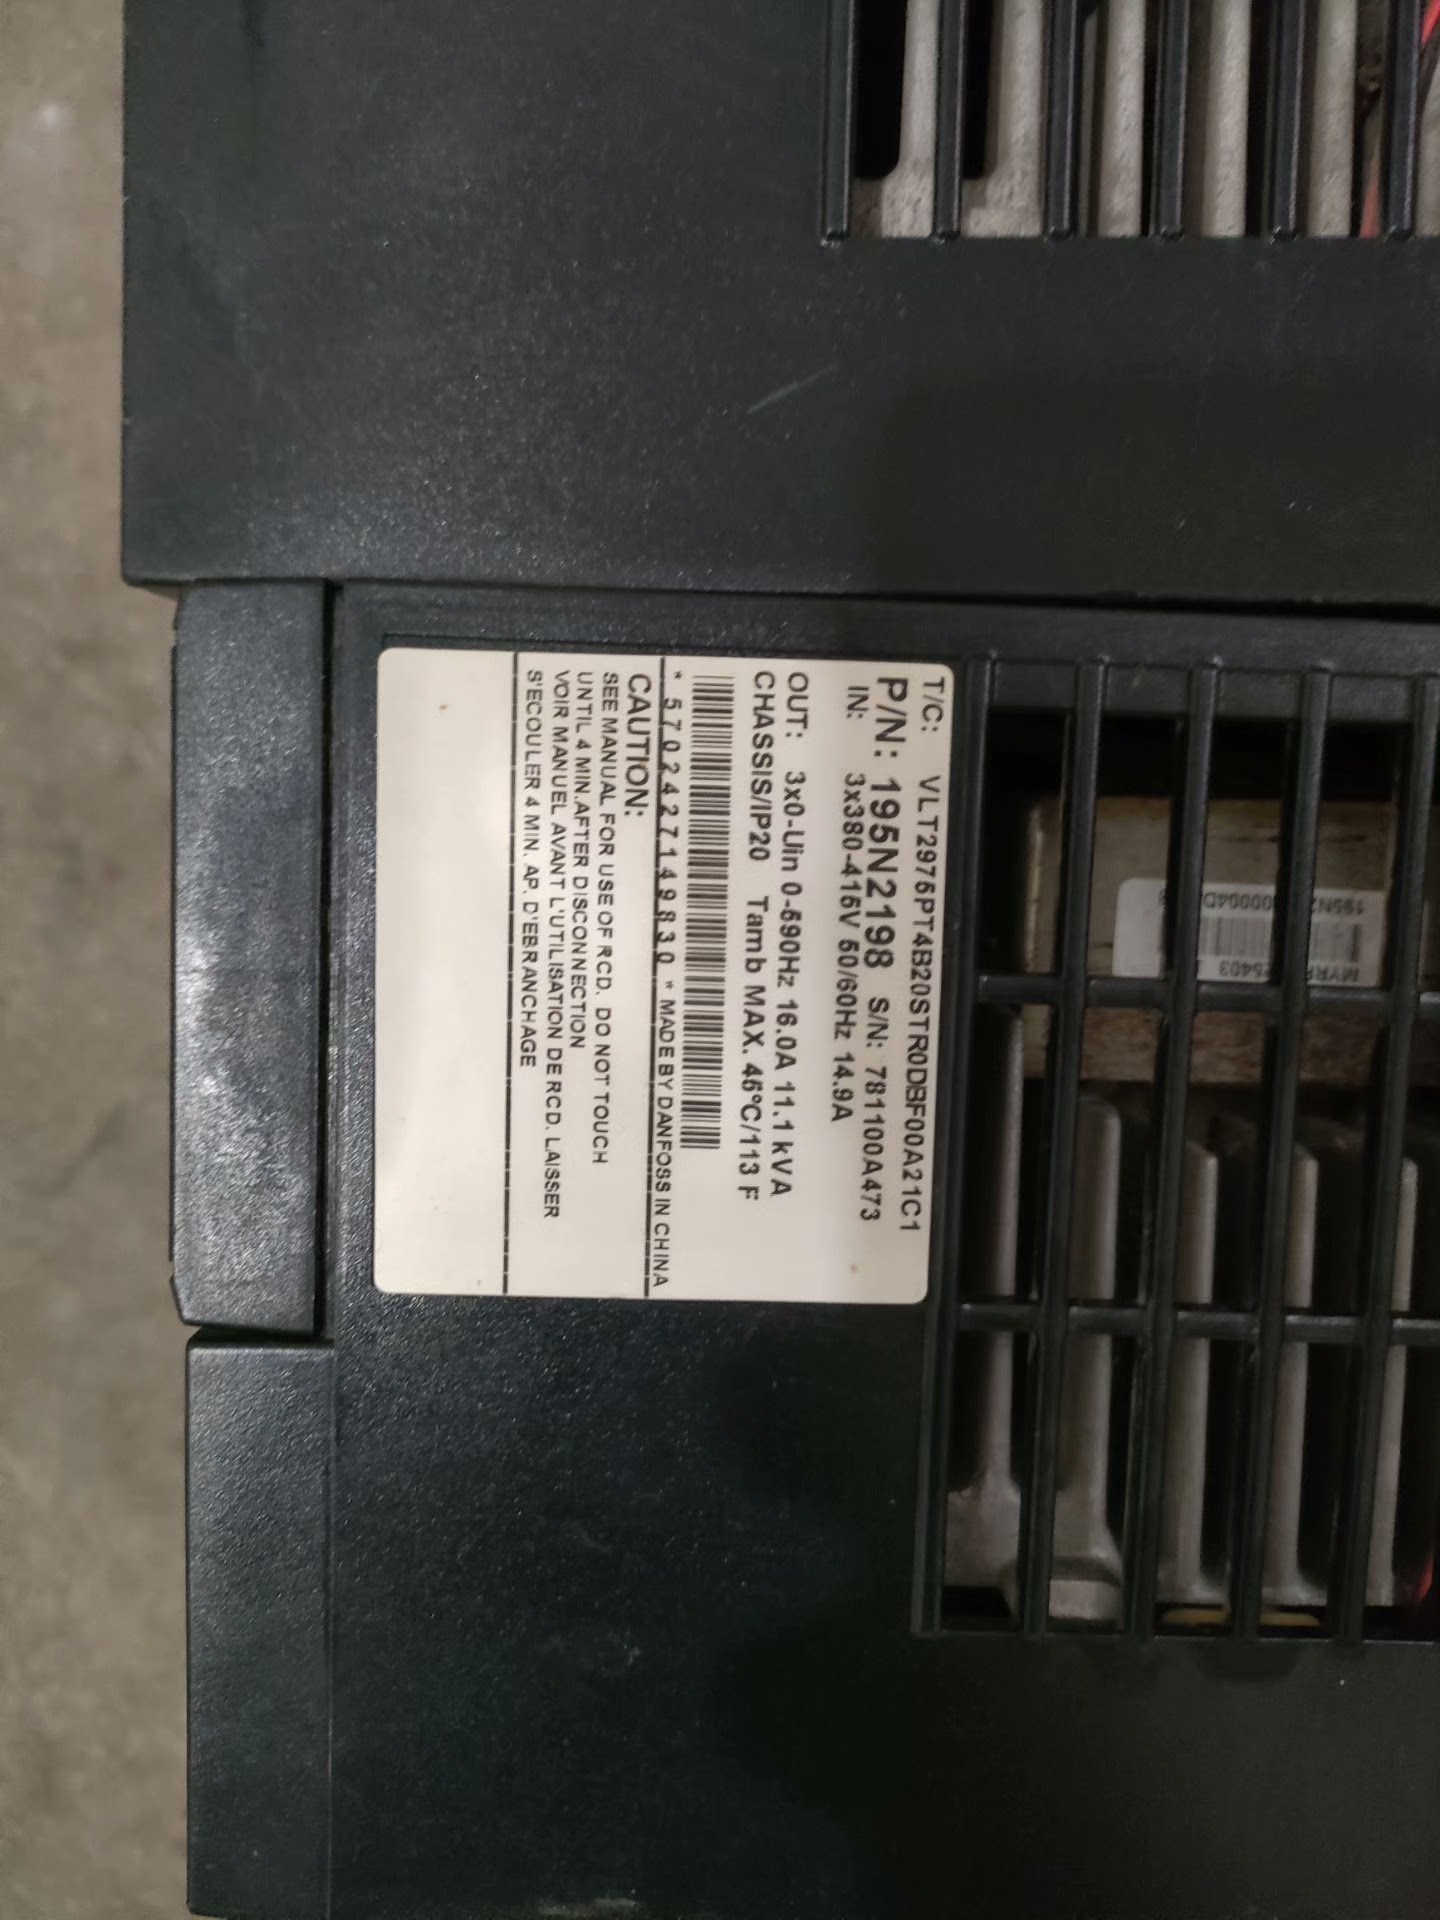 T/C: VLT2975PT4B20STR0DBF00A21C1
P/N: 195N2198 S/N: 781100A473
IN: 3x380-415V 50/60Hz 14.9A
OUT: 3x0-Uin 0-590Hz 16.0A 11.1 kVA
CHASSIS/IP20 Tamb MAX. 45°C/113 F
* 5702427149830 * MADE BY DANFOSS IN CHINA
CAUTION:
SEE MANUAL FOR USE OF RCD. DO NOT TOUCH
UNTIL 4 MIN.AFTER DISCONNECTION
VOIR MANUEL AVANT L'UTILISATION DE RCD. LAISSER
S'ECOULER 4 MIN. AP. D'EBRANCHAGE